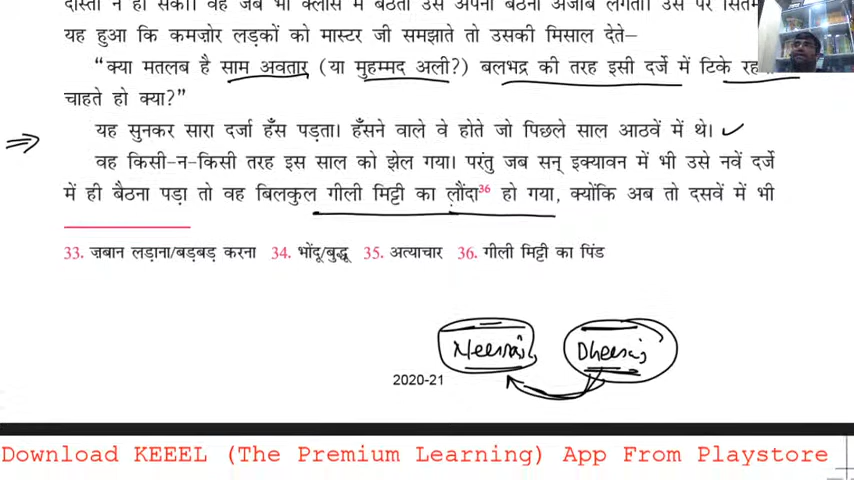 दोस्ती न हो सकी। वह जब भी क्लास में बैठता उसे अपना बैठना अजीब लगता। उस पर सितम
यह हुआ कि कमज़ोर लड़कों को मास्टर जी समझाते तो उसकी मिसाल देते–
“क्या मतलब है साम अवतार (या मुहम्मद अली?) बलभद्र की तरह इसी दर्जे में टिके
चाहते हो क्या?”
यह सुनकर सारा दर्जा हँस पड़ता। हँसने वाले वे होते जो पिछले साल आठवें में थे।
वह किसी-न-किसी तरह इस साल को झेल गया। परंतु जब सन् इक्यावन में भी उसे नवें दर्जे
में ही बैठना पड़ा तो वह बिलकुल गीली मिट्टी का लौंदा36 हो गया, क्योंकि अब तो दसवें में भी
33. ज़बान लड़ाना/बड़बड़ करना 34. भोंदू/बुद्धू 35. अत्याचार 36. गीली मिट्टी का पिंड
Neeraj Dheeraj
2020-21
Download KEEEL (The Premium Learning) App From Playstore